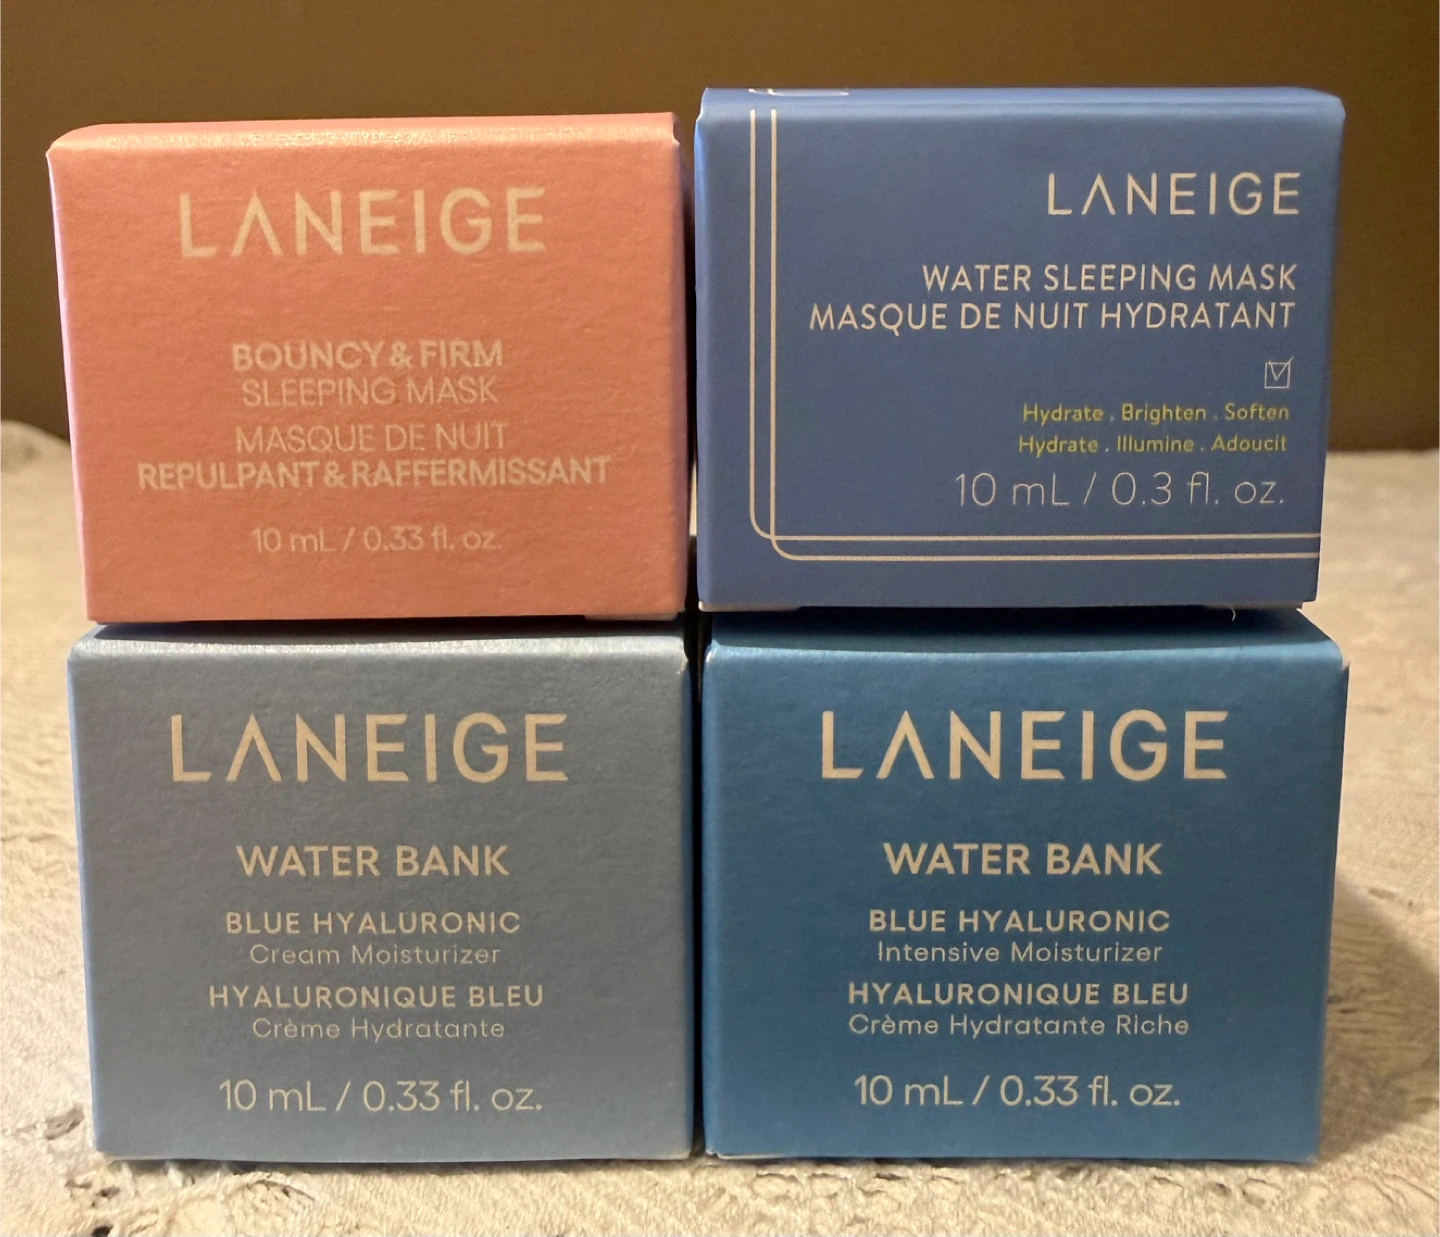 LANEIGE
BOUNCY & FIRM
SLEEPING MASK
MASQUE DE NUIT
REPULPANT & RAFFERMISSANT
10 mL / 0.33 fl. oz.
LANEIGE
WATER SLEEPING MASK
MASQUE DE NUIT HYDRATANT
Hydrate . Brighten . Soften
Hydrate . Illumine . Adoucit
10 mL / 0.3 fl. oz.
LANEIGE
WATER BANK
BLUE HYALURONIC
Cream Moisturizer
HYALURONIQUE BLEU
Crème Hydratante
10 mL / 0.33 fl. oz.
LANEIGE
WATER BANK
BLUE HYALURONIC
Intensive Moisturizer
HYALURONIQUE BLEU
Crème Hydratante Riche
10 mL / 0.33 fl. oz.